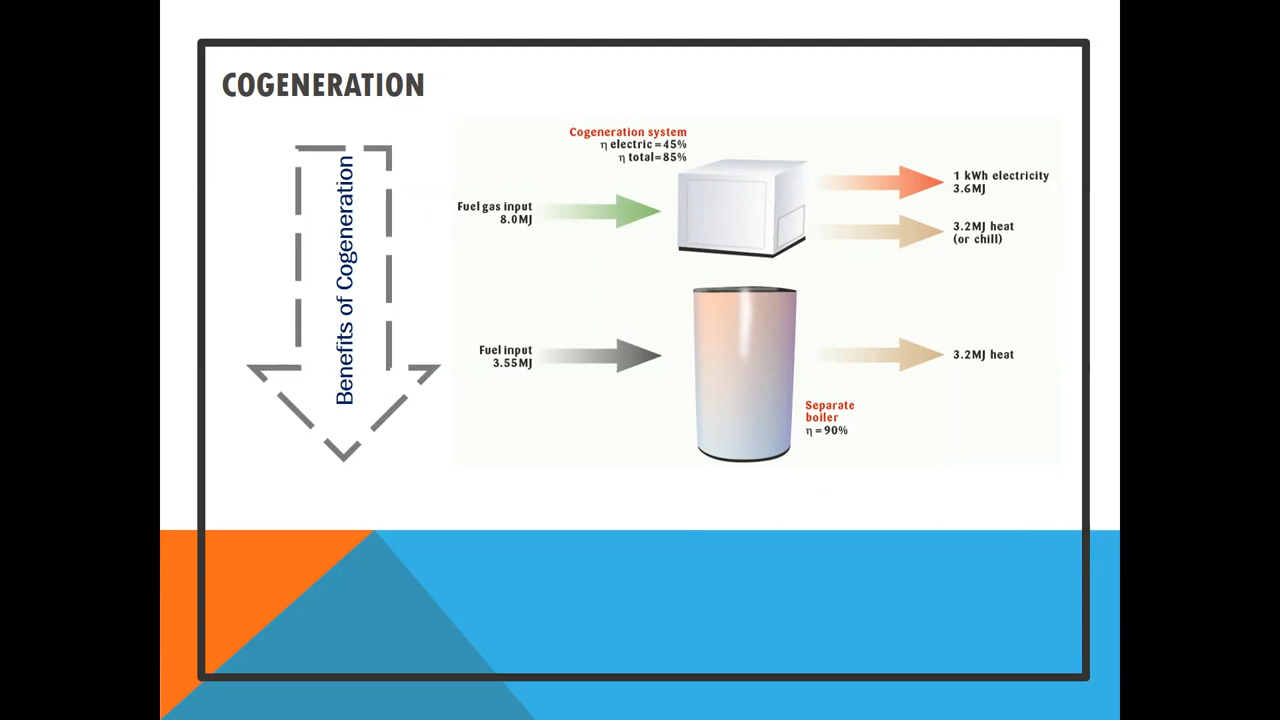 COGENERATION
Benefits of Cogeneration
Cogeneration system
η electric = 45%
η total= 85%
Fuel gas input
8.0MJ
1 kWh electricity
3.6MJ
3.2MJ heat
(or chill)
Fuel input
3.55MJ
3.2MJ heat
Separate
boiler
η = 90%